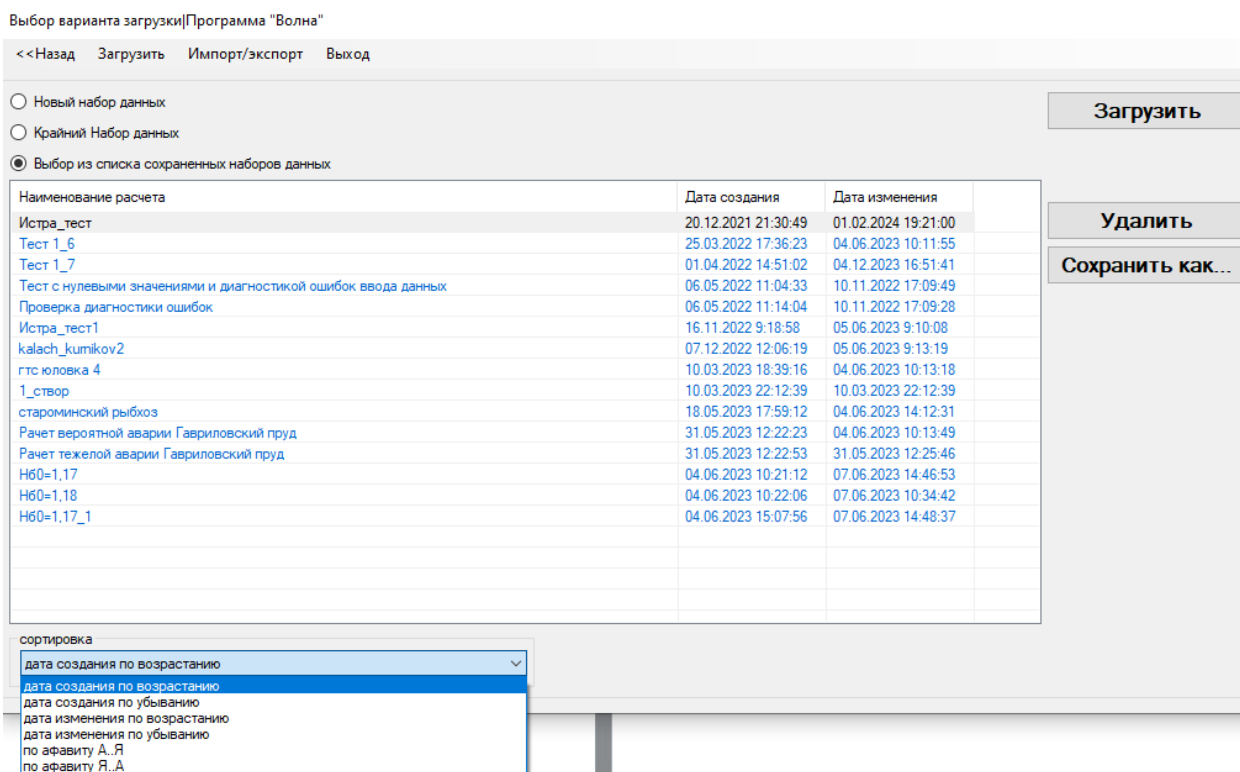 Выбор варианта загрузки|Программа "Волна"
<<Назад Загрузить Импорт/экспорт Выход
Новый набор данных
Загрузить
Крайний Набор данных
Выбор из списка сохраненных наборов данных
Наименование расчета Дата создания Дата изменения
Истра_тест 20.12.2021 21:30:49 01.02.2024 19:21:00
Удалить
Тест 1_6 25.03.2022 17:36:23 04.06.2023 10:11:55
Тест 1_7 01.04.2022 14:51:02 04.12.2023 16:51:41
Сохранить как...
Тест с нулевыми значениями и диагностикой ошибок ввода данных 06.05.2022 11:04:33 10.11.2022 17:09:49
Проверка диагностики ошибок 06.05.2022 11:14:04 10.11.2022 17:09:28
Истра_тест1 16.11.2022 9:18:58 05.06.2023 9:10:08
kalach_kurnikov2 07.12.2022 12:06:19 05.06.2023 9:13:19
гтс юловка 4 10.03.2023 18:39:16 04.06.2023 10:13:18
1_створ 10.03.2023 22:12:39 10.03.2023 22:12:39
староминский рыбхоз 18.05.2023 17:59:12 04.06.2023 14:12:31
Рачет вероятной аварии Гавриловский пруд 31.05.2023 12:22:23 04.06.2023 10:13:49
Рачет тяжелой аварии Гавриловский пруд 31.05.2023 12:22:53 31.05.2023 12:25:46
Нб0=1,17 04.06.2023 10:21:12 07.06.2023 14:46:53
Нб0=1,18 04.06.2023 10:22:06 07.06.2023 10:34:42
Нб0=1,17_1 04.06.2023 15:07:56 07.06.2023 14:48:37
сортировка
дата создания по возрастанию
дата создания по возрастанию
дата создания по убыванию
дата изменения по возрастанию
дата изменения по убыванию
по афавиту А..Я
по афавиту Я..А